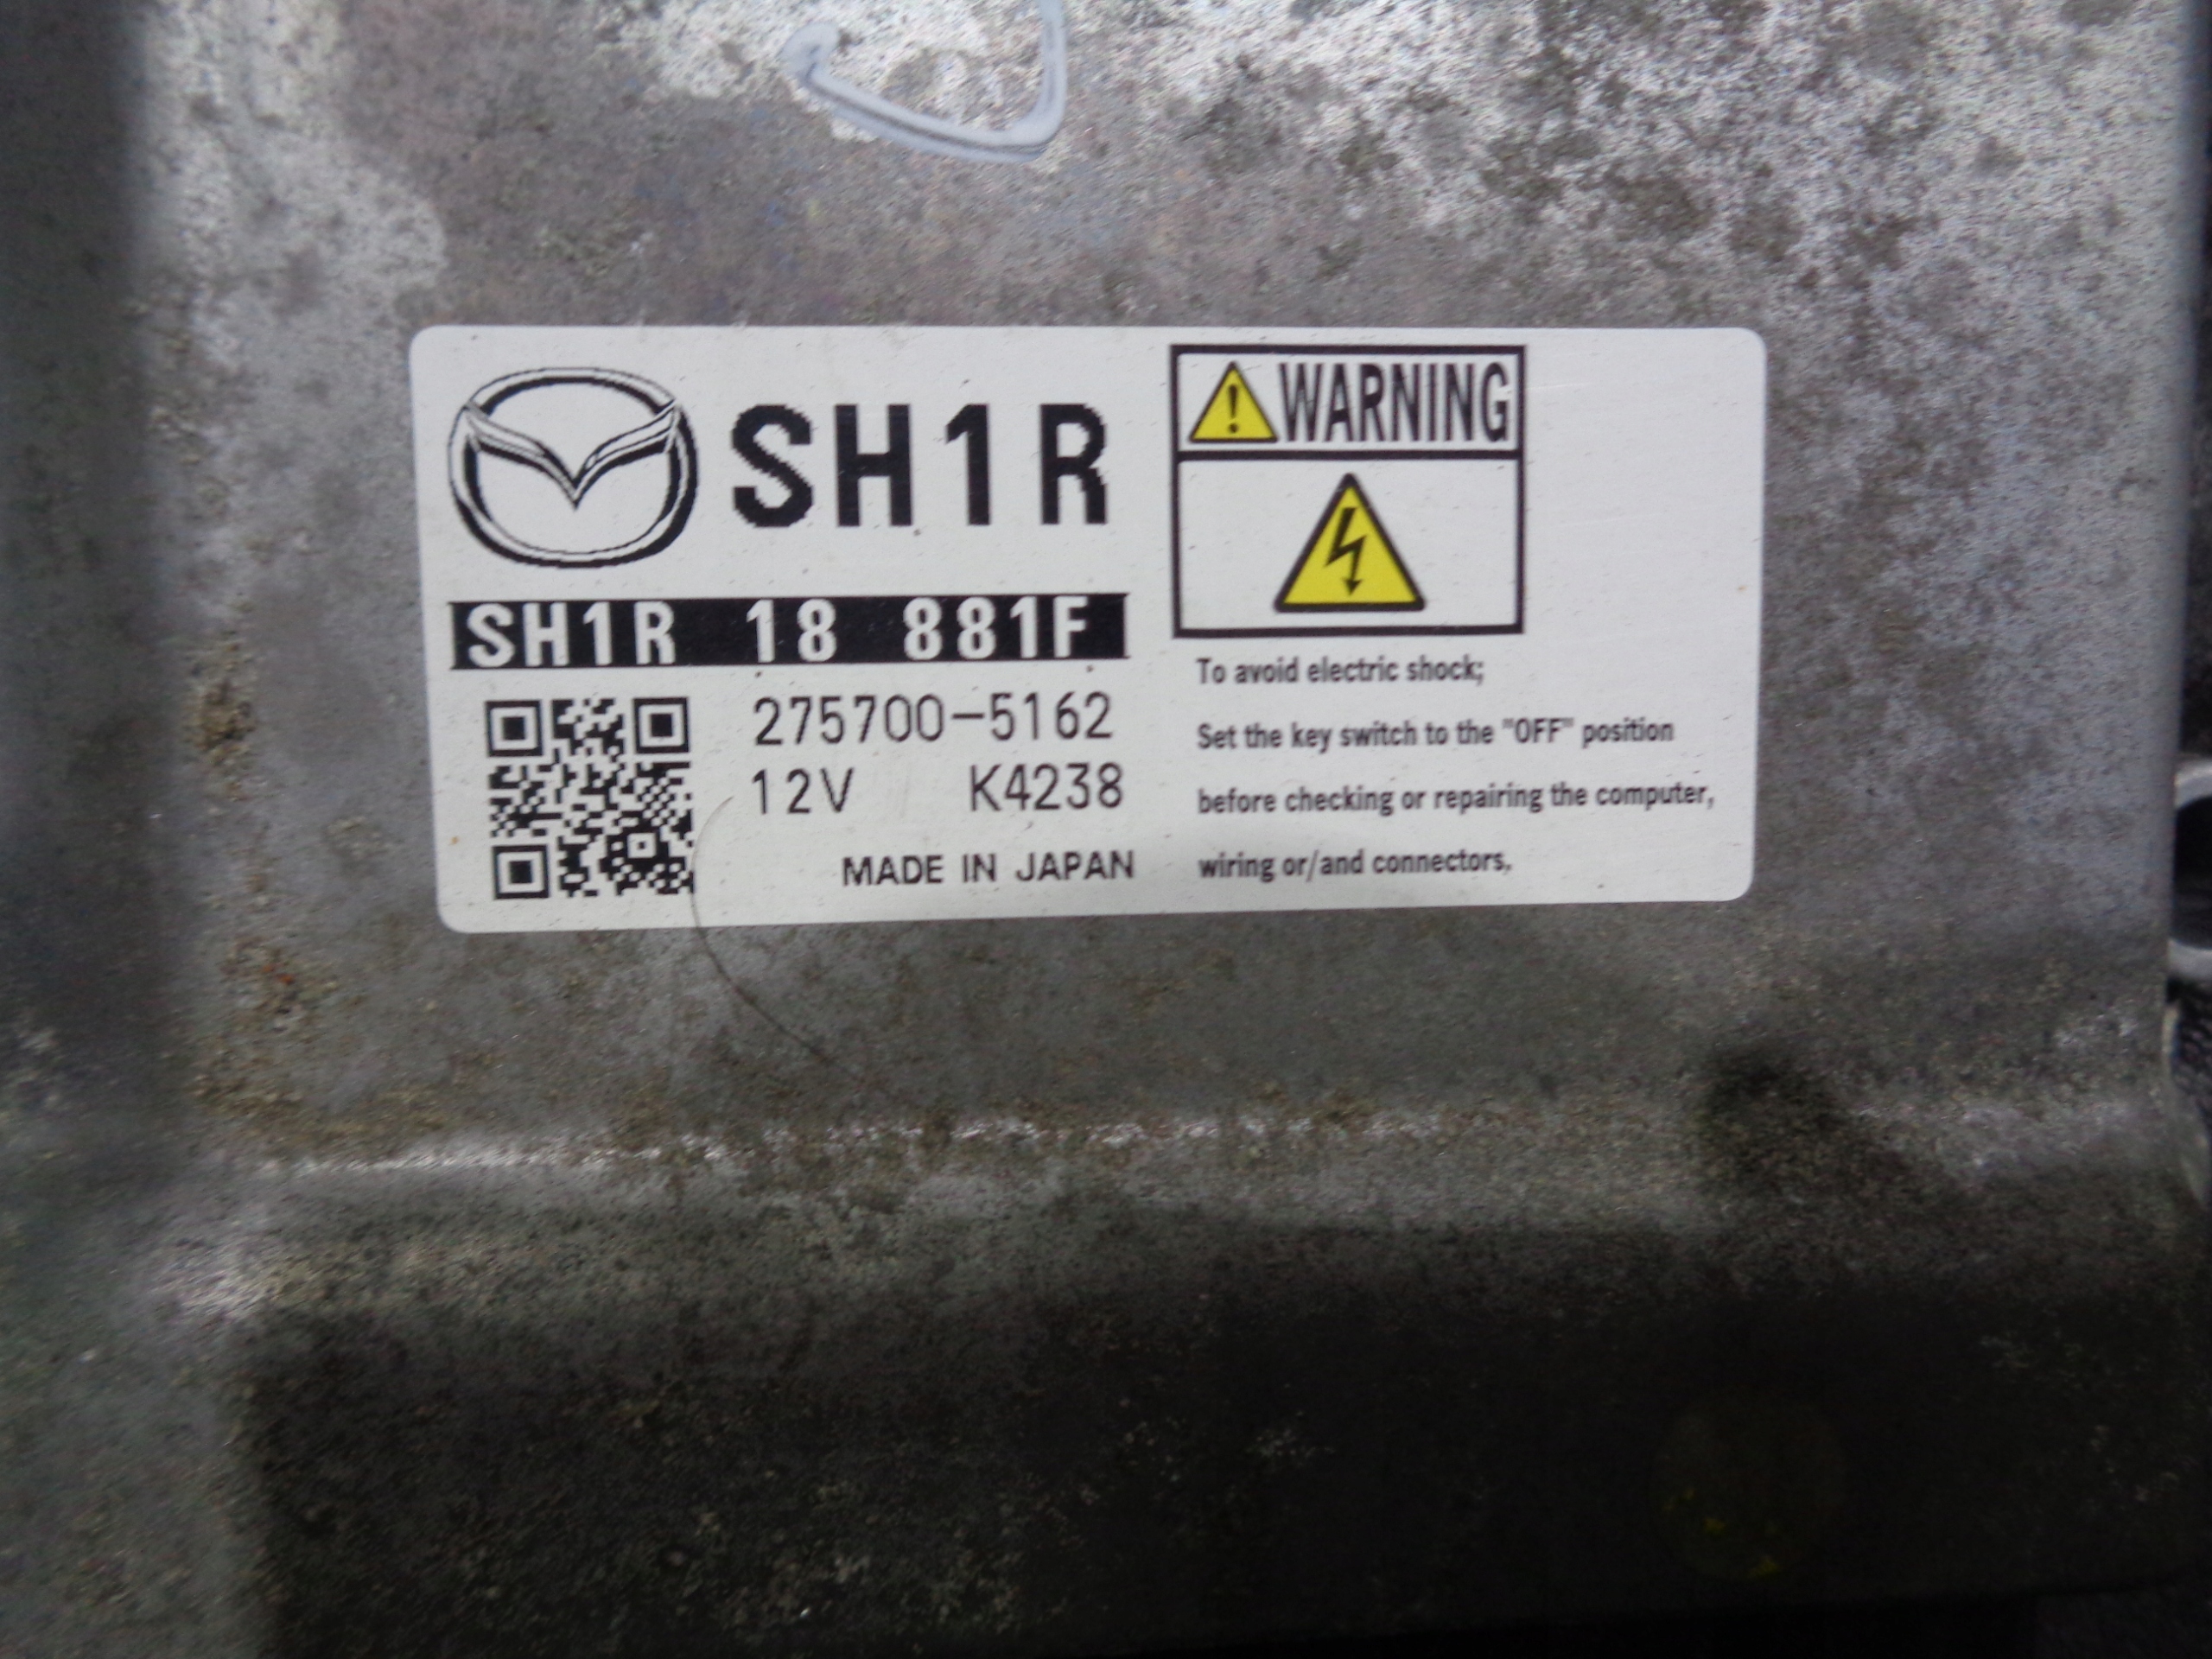 SH1R
SH1R 18 881F
275700-5162
12V K4238
MADE IN JAPAN
WARNING
To avoid electric shock;
Set the key switch to the "OFF" position
before checking or repairing the computer,
wiring or/and connectors.